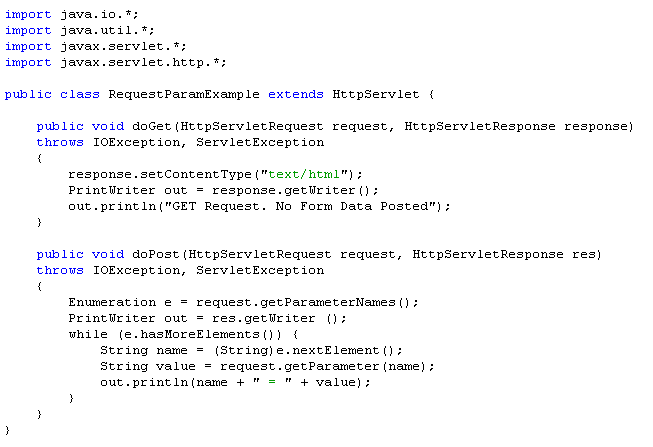 import java.io.*;
import java.util.*;
import javax.servlet.*;
import javax.servlet.http.*;

public class RequestParamExample extends HttpServlet {

    public void doGet(HttpServletRequest request, HttpServletResponse response)
    throws IOException, ServletException
    {
        response.setContentType("text/html");
        PrintWriter out = response.getWriter();
        out.println("GET Request. No Form Data Posted");
    }

    public void doPost(HttpServletRequest request, HttpServletResponse res)
    throws IOException, ServletException
    {
        Enumeration e = request.getParameterNames();
        PrintWriter out = res.getWriter ();
        while (e.hasMoreElements()) {
            String name = (String)e.nextElement();
            String value = request.getParameter(name);
            out.println(name + " = " + value);
        }
    }
}